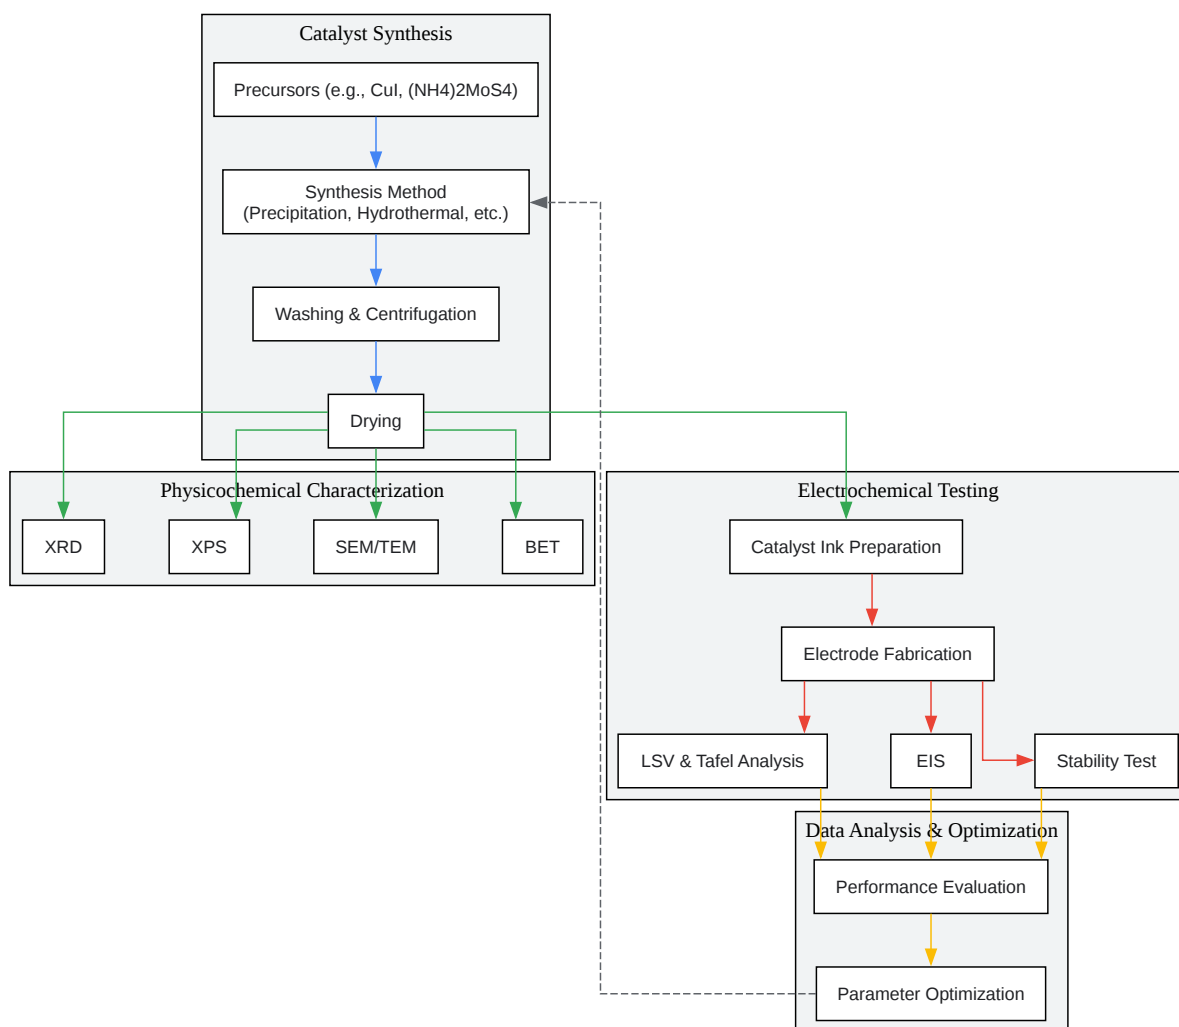 Catalyst Synthesis
Precursors (e.g., CuI, (NH4)2MoS4)
Synthesis Method
(Precipitation, Hydrothermal, etc.)
Washing & Centrifugation
Drying
Physicochemical Characterization
XRD
XPS
SEM/TEM
BET
Electrochemical Testing
Catalyst Ink Preparation
Electrode Fabrication
LSV & Tafel Analysis
EIS
Stability Test
Data Analysis & Optimization
Performance Evaluation
Parameter Optimization